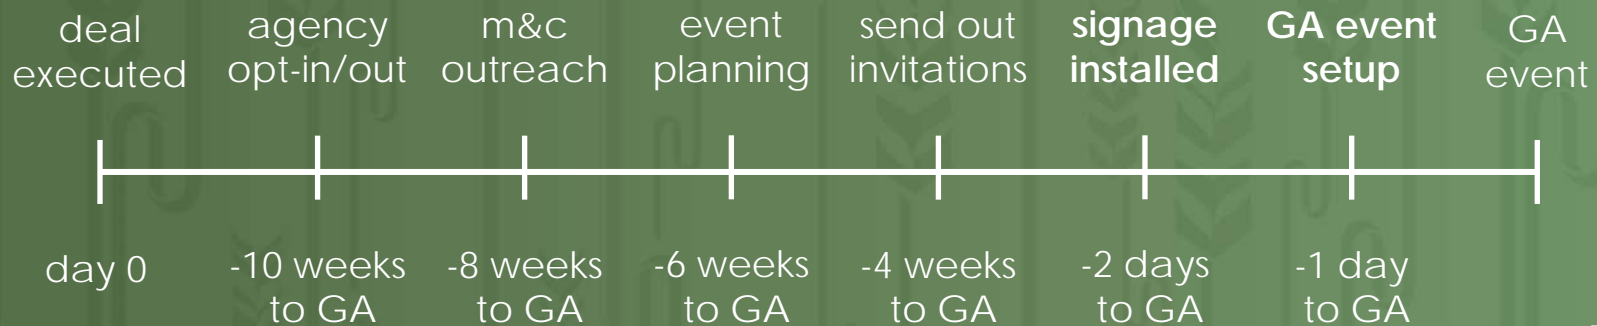 deal
executed
agency
opt-in/out
m&c
outreach
event
planning
send out
invitations
signage
installed
GA event
setup
GA
event
day 0
-10 weeks
to GA
-8 weeks
to GA
-6 weeks
to GA
-4 weeks
to GA
-2 days
to GA
-1 day
to GA